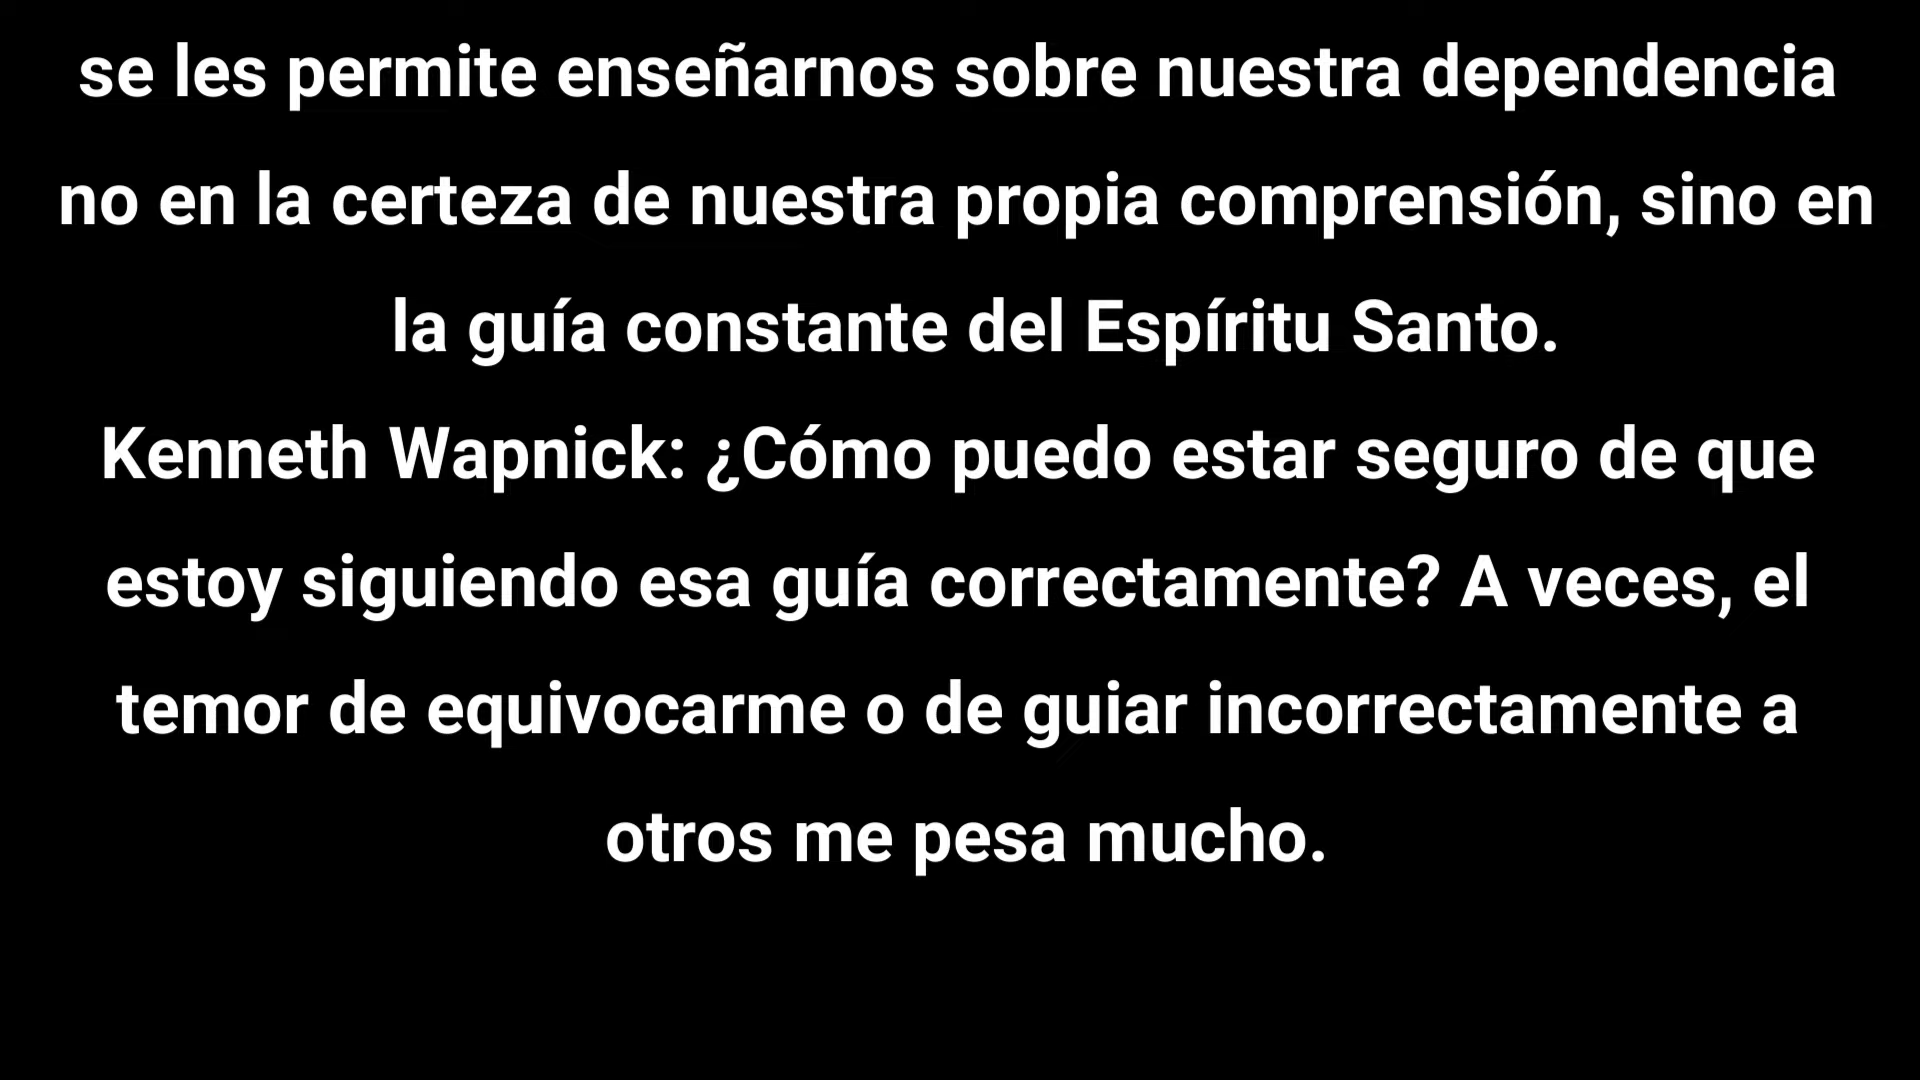 se les permite enseñarnos sobre nuestra dependencia
no en la certeza de nuestra propia comprensión, sino en
la guía constante del Espíritu Santo.
Kenneth Wapnick: ¿Cómo puedo estar seguro de que
estoy siguiendo esa guía correctamente? A veces, el
temor de equivocarme o de guiar incorrectamente a
otros me pesa mucho.